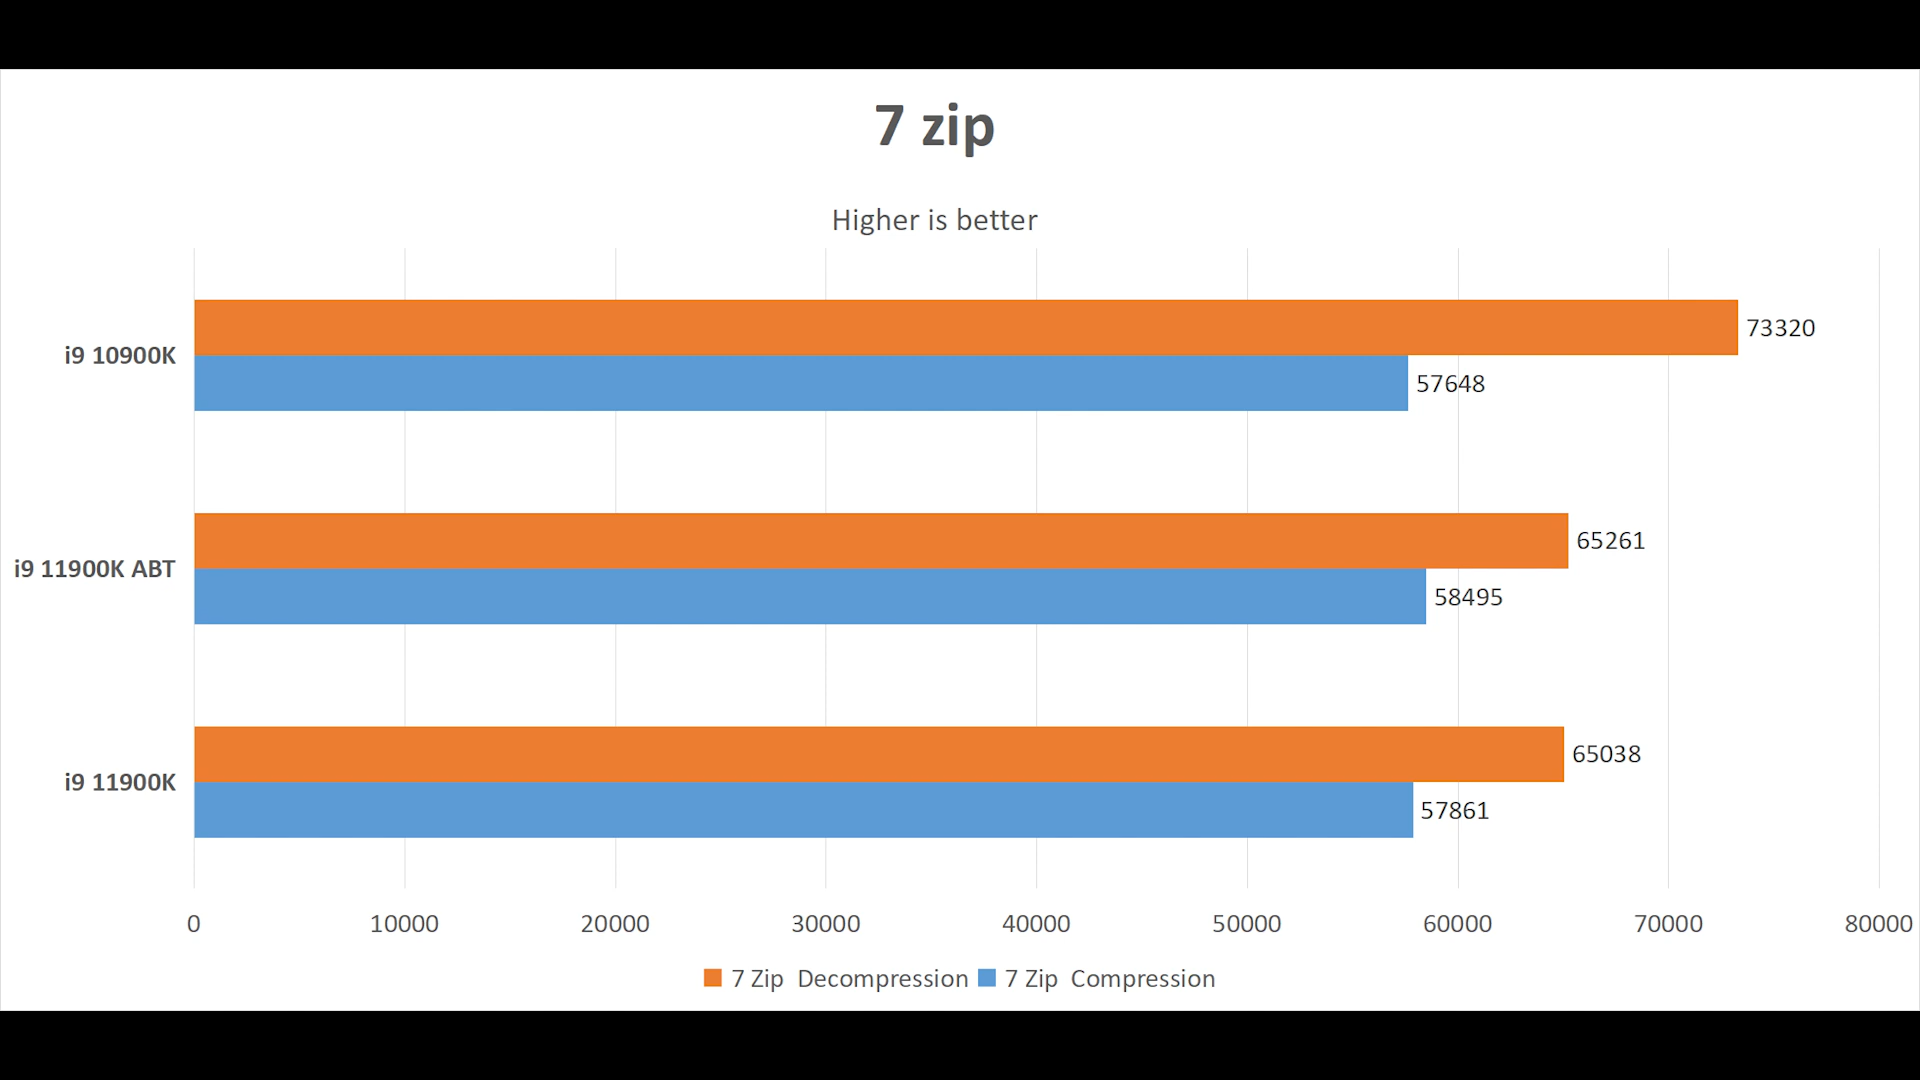 7 zip
Higher is better
i9 10900K
73320
57648
i9 11900K ABT
65261
58495
i9 11900K
65038
57861
0 10000 20000 30000 40000 50000 60000 70000 80000
7 Zip Decompression 7 Zip Compression